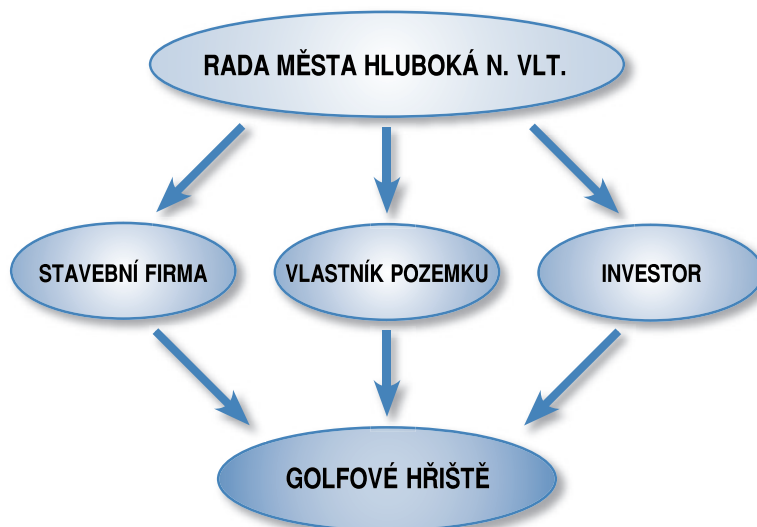 RADA MĚSTA HLUBOKÁ N. VLT.
STAVEBNÍ FIRMA
VLASTNÍK POZEMKU
INVESTOR
GOLFOVÉ HŘIŠTĚ